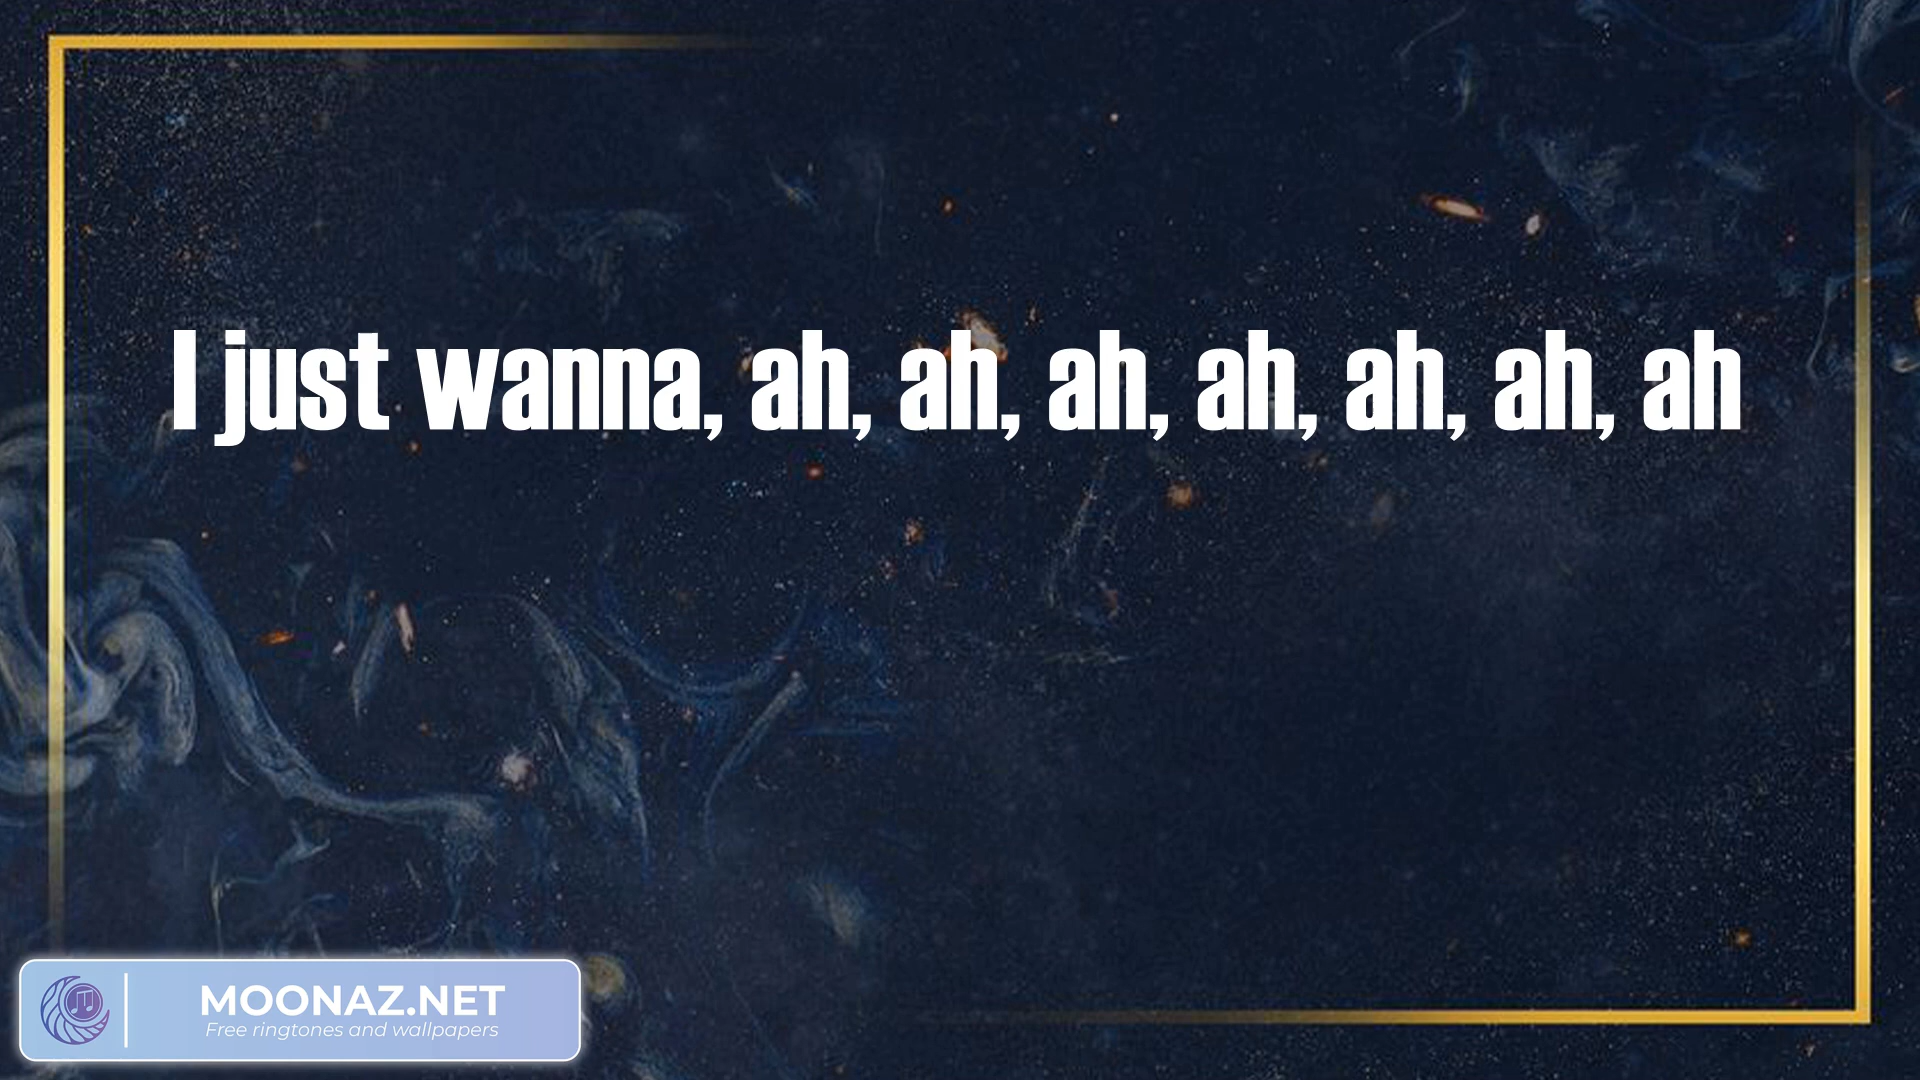 I just wanna, ah, ah, ah, ah, ah, ah, ah
MOONAZ.NET
Free ringtones and wallpapers